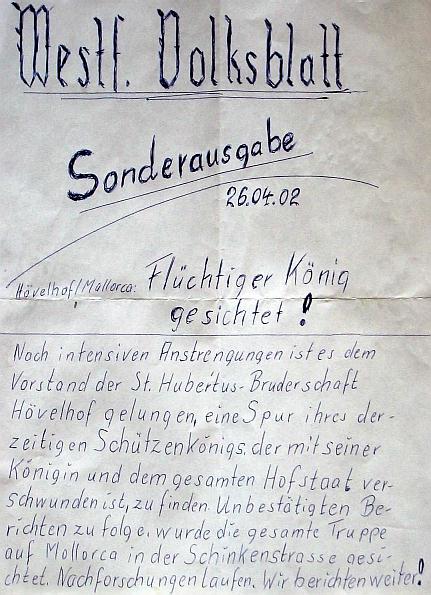 Westf. Volksblatt
Sonderausgabe
26.04.02
Hövelhof/Mallorca: Flüchtiger König
gesichtet!
Nach intensiven Anstrengungen ist es dem
Vorstand der St. Hubertus-Bruderschaft
Hövelhof gelungen, eine Spur ihres der-
zeitigen Schützenkönigs, der mit seiner
Königin und dem gesamten Hofstaat ver-
schwunden ist, zu finden. Unbestätigten Be-
richten zu folge, wurde die gesamte Truppe
auf Mallorca in der Schinkenstrasse gesi-
chtet. Nachforschungen laufen. Wir berichten weiter!